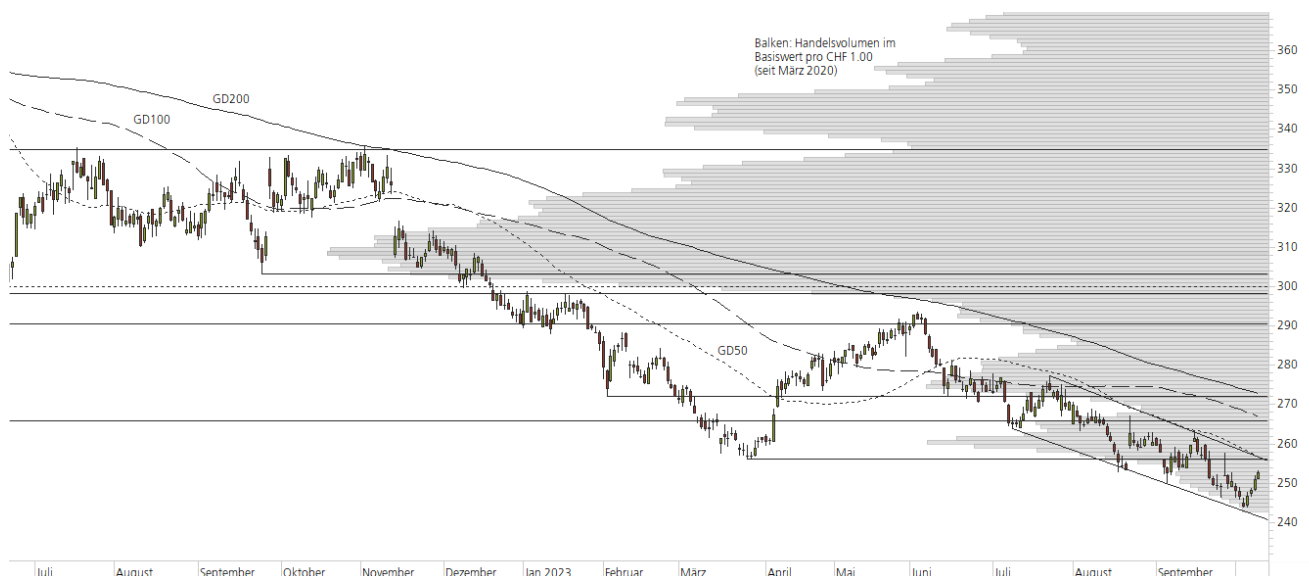 Balken: Handelsvolumen im
Basiswert pro CHF 1.00
(seit März 2020)
GD200
GD100
GD50
360
350
340
330
320
310
300
290
280
270
260
250
240
Juli
August
September
Oktober
November
Dezember
Jan 2023
Februar
März
April
Mai
Juni
Juli
August
September